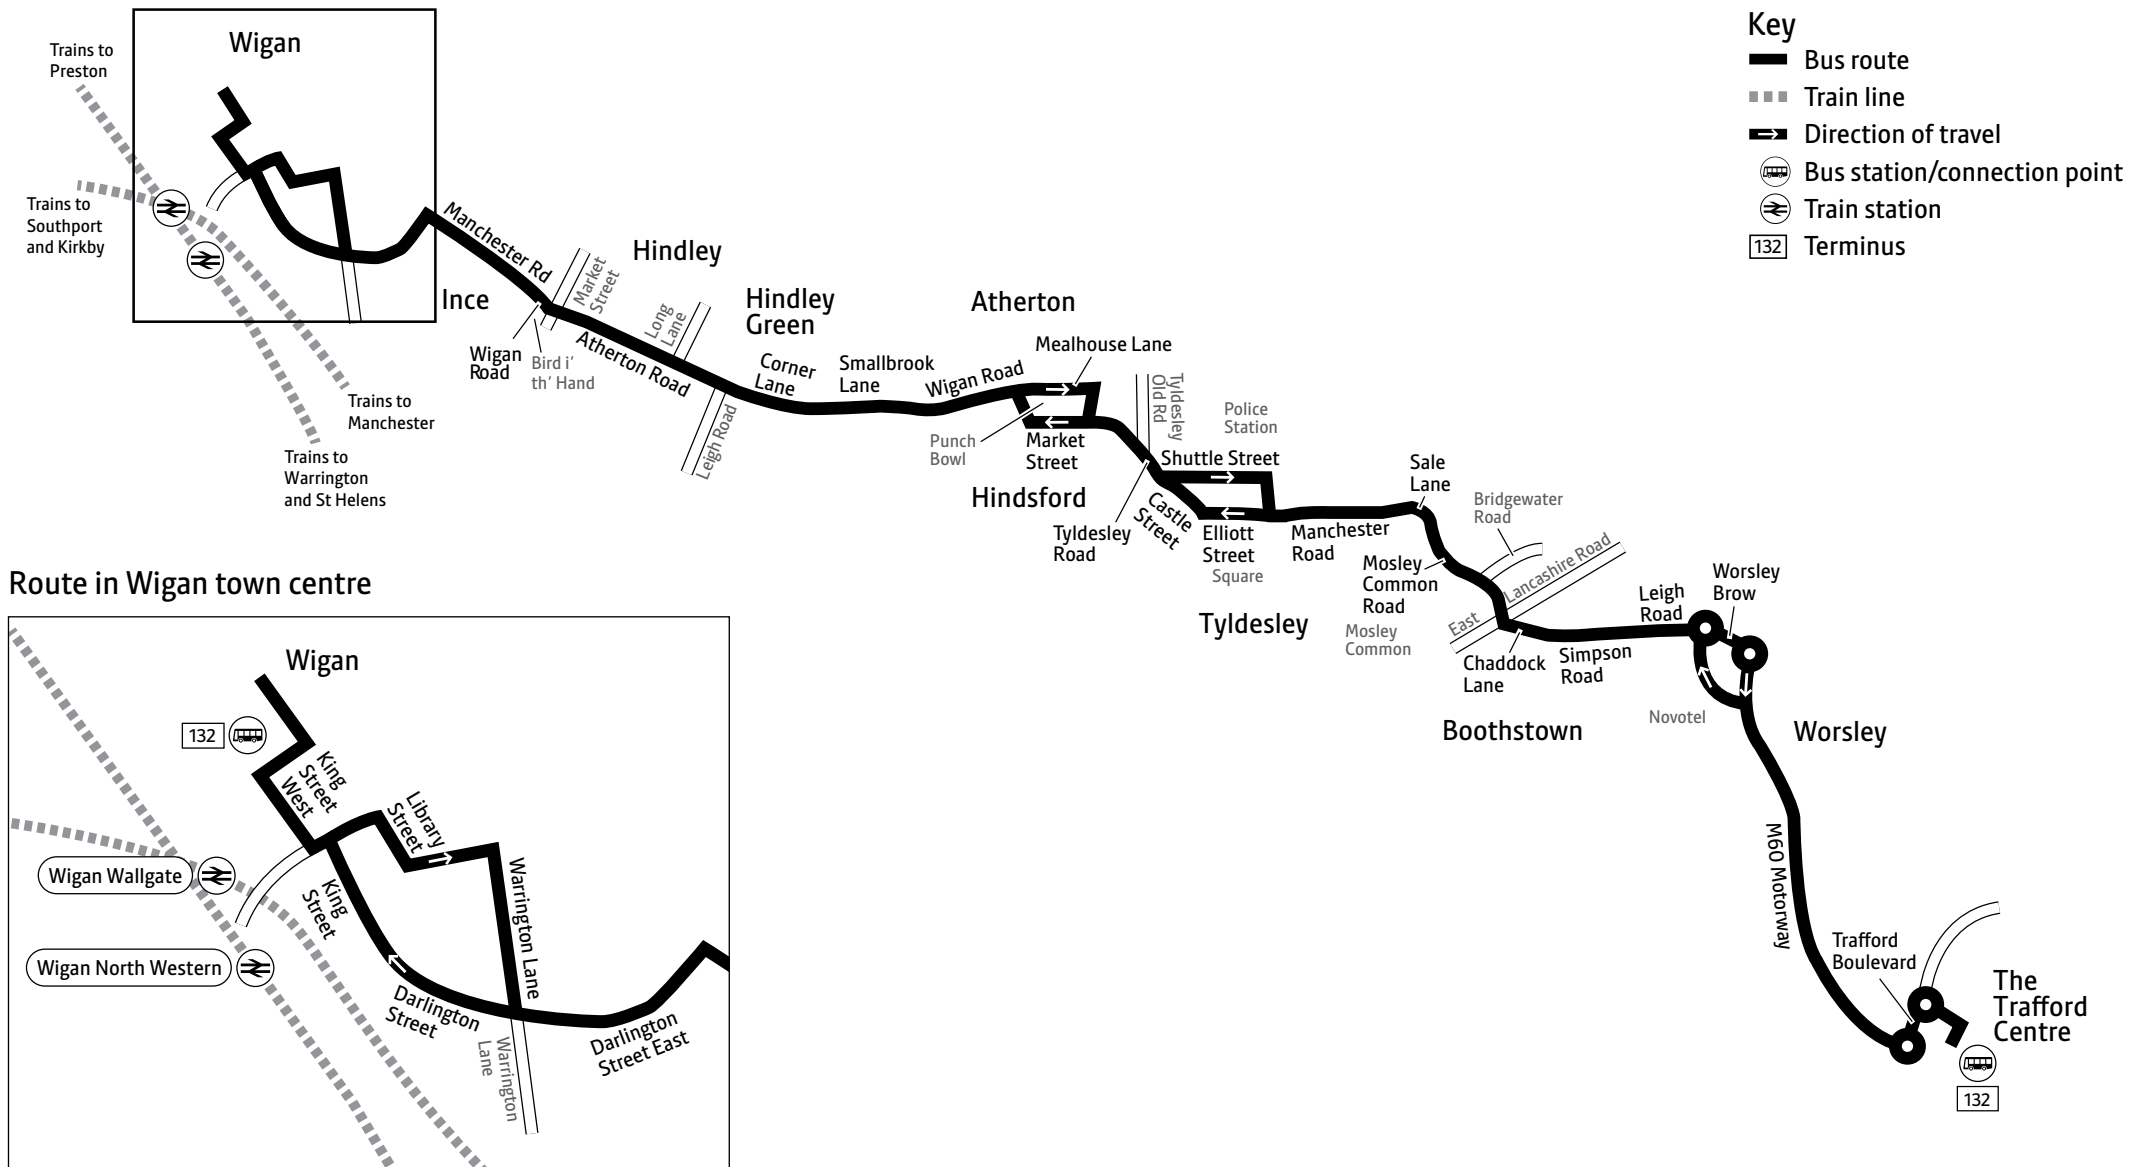 Key
Bus route
Train line
Direction of travel
Bus station/connection point
Train station
132
Terminus
Wigan
Trains to
Preston
Trains to
Southport
and Kirkby
Trains to
Manchester
Trains to
Warrington
and St Helens
Manchester Rd
Ince
Wigan
Road
Market
Street
Bird i’
th’ Hand
Hindley
Atherton Road
Long
Lane
Leigh Road
Hindley
Green
Corner
Lane
Smallbrook
Lane
Wigan Road
Atherton
Mealhouse Lane
Punch
Bowl
Market
Street
Hindsford
Tyldesley
Old Rd
Tyldesley
Road
Police
Station
Shuttle Street
Castle
Street
Elliott
Street
Square
Tyldesley
Manchester
Road
Sale
Lane
Mosley
Common
Road
Mosley
Common
Bridgewater
Road
East
Lancashire Road
Chaddock
Lane
Boothstown
Simpson
Road
Leigh
Road
Worsley
Brow
Novotel
Worsley
M60 Motorway
Trafford
Boulevard
The
Trafford
Centre
132
Route in Wigan town centre
Wigan
132
King
Street
West
Library
Street
Warrington Lane
Wigan Wallgate
King
Street
Wigan North Western
Darlington
Street
Warrington
Lane
Darlington
Street East